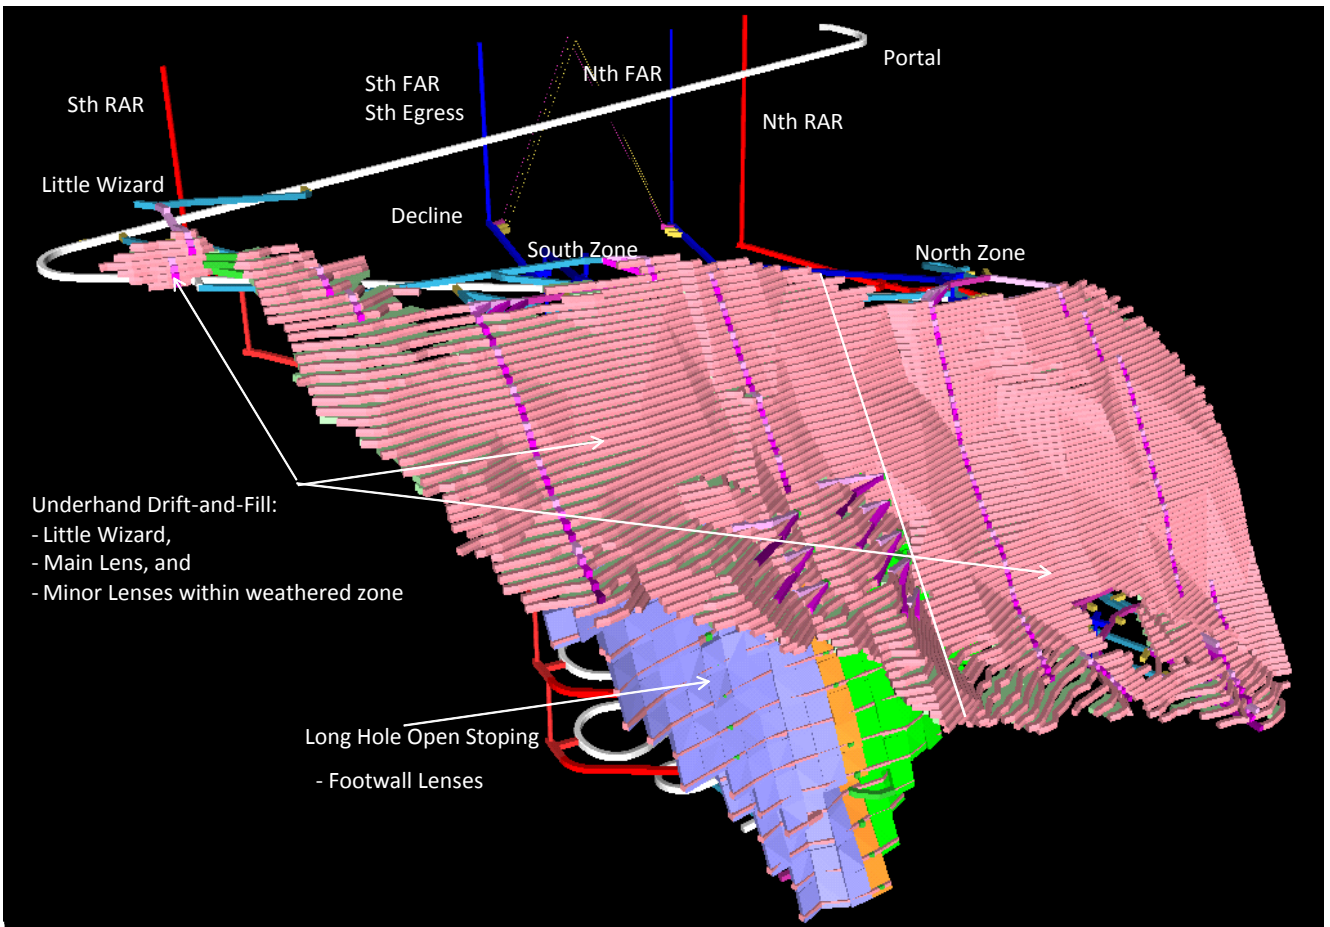 Portal
Sth FAR
Sth Egress
Nth FAR
Sth RAR
Nth RAR
Little Wizard
Decline
South Zone
North Zone
Underhand Drift-and-Fill:
- Little Wizard,
- Main Lens, and
- Minor Lenses within weathered zone
Long Hole Open Stoping
- Footwall Lenses